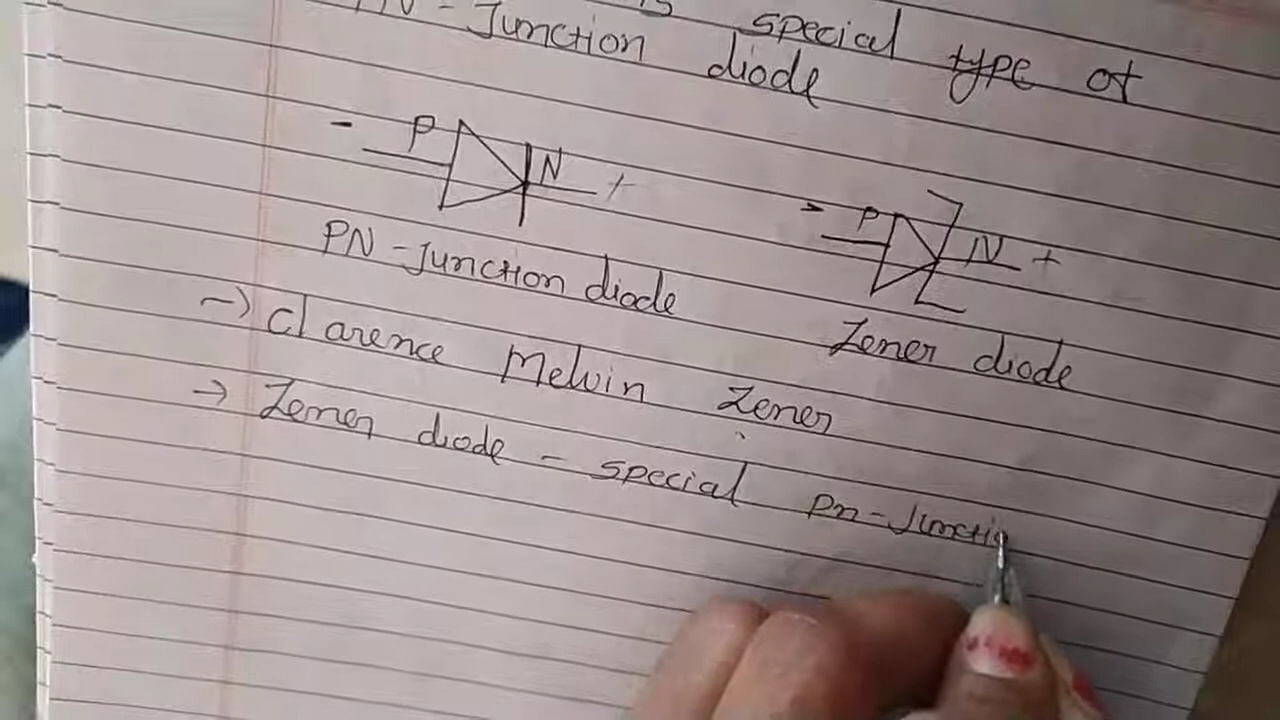 special type of
PN-Junction diode
- P N +
- P N +
PN-Junction diode
Zener diode
→ Clarence Melvin Zener
→ Zener diode - special Pn-Junctio